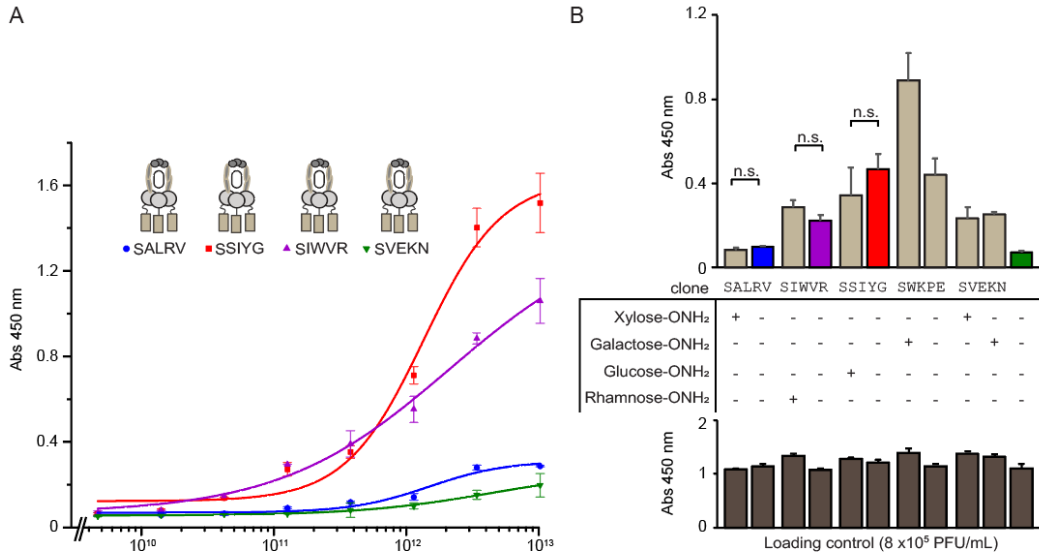 A
Abs 450 nm
1.6
1.2
0.8
0.4
0
SALRV SSIYG SIWVR SVEKN
10¹⁰ 10¹¹ 10¹² 10¹³
B
Abs 450 nm
1.2
0.8
0.4
0
n.s. n.s. n.s.
clone SALRV SIWVR SSIYG SWKPE SVEKN
Xylose-ONH₂ + - - - - - - - + - -
Galactose-ONH₂ - - - - - - + - - + -
Glucose-ONH₂ - - - - + - - - - - -
Rhamnose-ONH₂ - - + - - - - - - - -
Abs 450 nm
2
1
0
Loading control (8 x10⁵ PFU/mL)